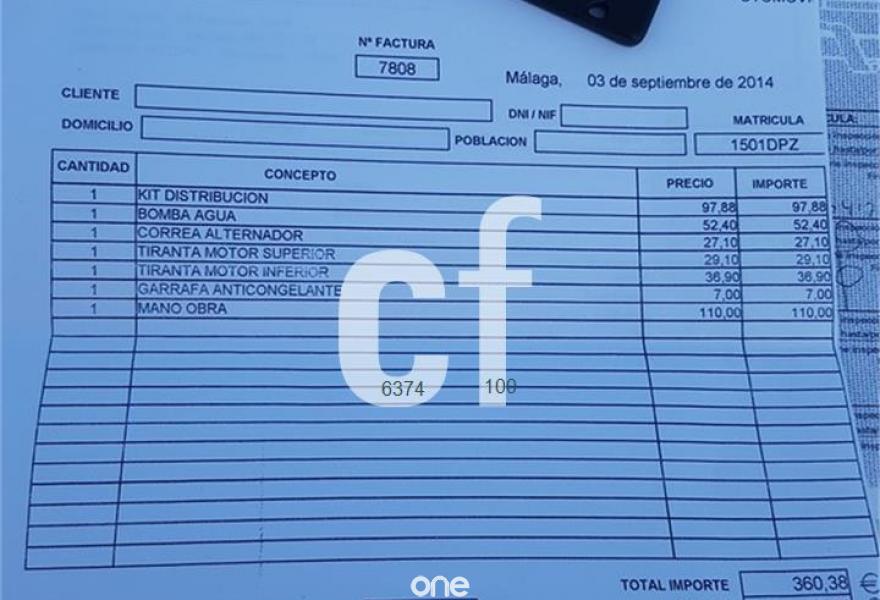 Nº FACTURA
7808
Málaga, 03 de septiembre de 2014
CLIENTE
DNI / NIF
MATRICULA
DOMICILIO
POBLACION
1501DPZ
CANTIDAD CONCEPTO PRECIO IMPORTE
1 KIT DISTRIBUCION 97,88 97,88
1 BOMBA AGUA 52,40 52,40
1 CORREA ALTERNADOR 27,10 27,10
1 TIRANTA MOTOR SUPERIOR 29,10 29,10
1 TIRANTA MOTOR INFERIOR 36,90 36,90
1 GARRAFA ANTICONGELANTE 7,00 7,00
1 MANO OBRA 110,00 110,00
cf
6374 100
one
TOTAL IMPORTE 360,38 €